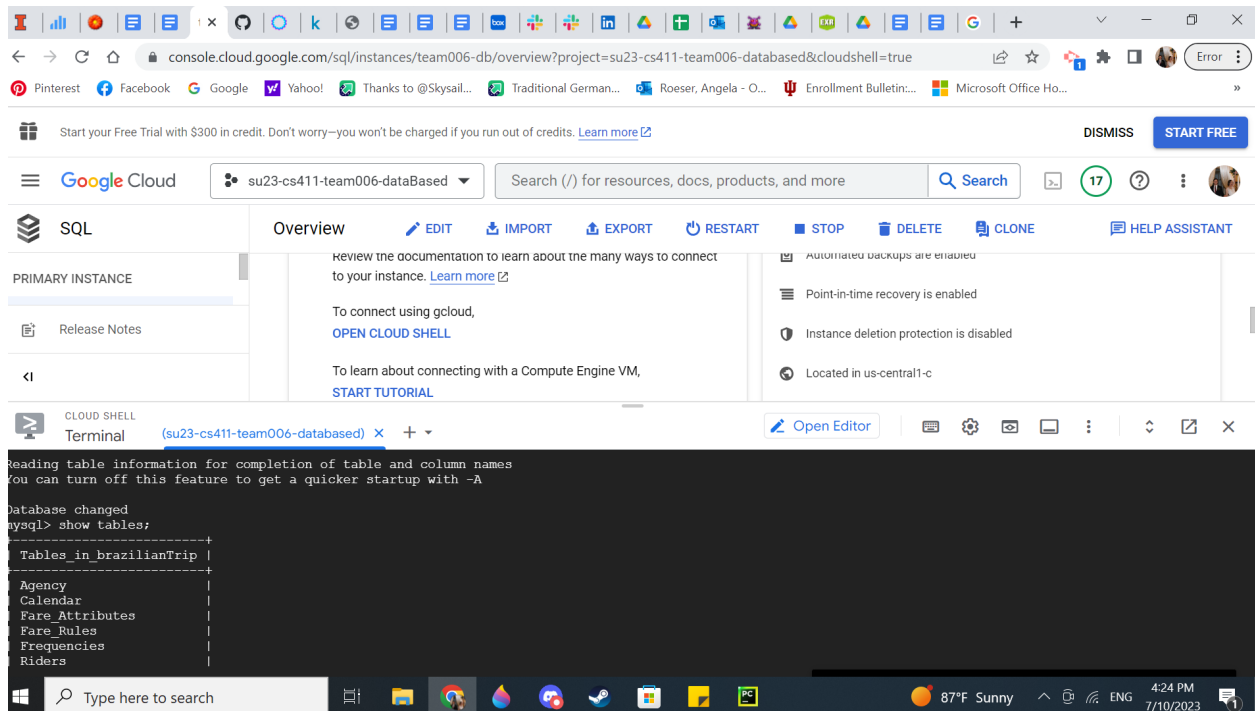 console.cloud.google.com/sql/instances/team006-db/overview?project=su23-cs411-team006-databased&cloudshell=true
Error
1
Pinterest Facebook Google Yahoo! Thanks to @Skysail... Traditional German... Roeser, Angela - O... Enrollment Bulletin:... Microsoft Office Ho... »
Start your Free Trial with $300 in credit. Don't worry—you won't be charged if you run out of credits. Learn more
DISMISS START FREE
Google Cloud su23-cs411-team006-dataBased Search (/) for resources, docs, products, and more Search 17
SQL Overview EDIT IMPORT EXPORT RESTART STOP DELETE CLONE HELP ASSISTANT
PRIMARY INSTANCE
Release Notes
Review the documentation to learn about the many ways to connect
to your instance. Learn more
To connect using gcloud,
OPEN CLOUD SHELL
To learn about connecting with a Compute Engine VM,
START TUTORIAL
Automated backups are enabled
Point-in-time recovery is enabled
Instance deletion protection is disabled
Located in us-central1-c
CLOUD SHELL
Terminal (su23-cs411-team006-databased) Open Editor
Reading table information for completion of table and column names
You can turn off this feature to get a quicker startup with -A
Database changed
mysql> show tables;
+-------------------------+
| Tables_in_brazilianTrip |
+-------------------------+
| Agency |
| Calendar |
| Fare_Attributes |
| Fare_Rules |
| Frequencies |
| Riders |
Type here to search
87°F Sunny ENG
4:24 PM
7/10/2023
1